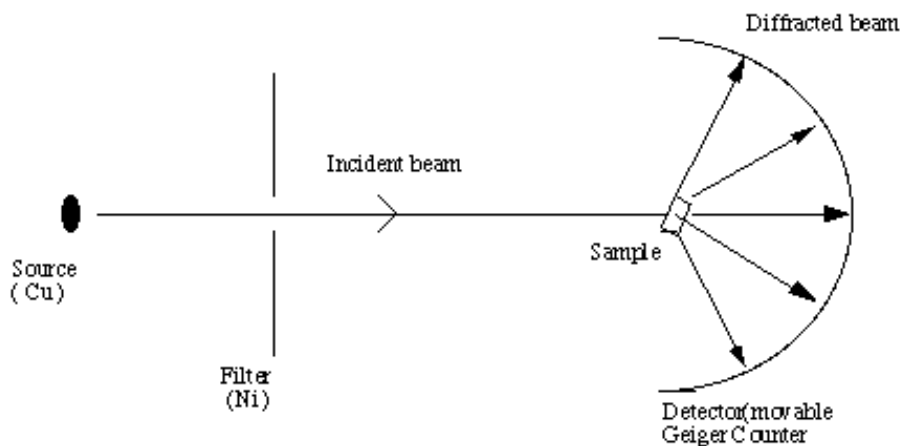 Diffracted beam
Incident beam
Sample
Source
( Cu)
Filter
(Ni)
Detector(movable
Geiger Counter